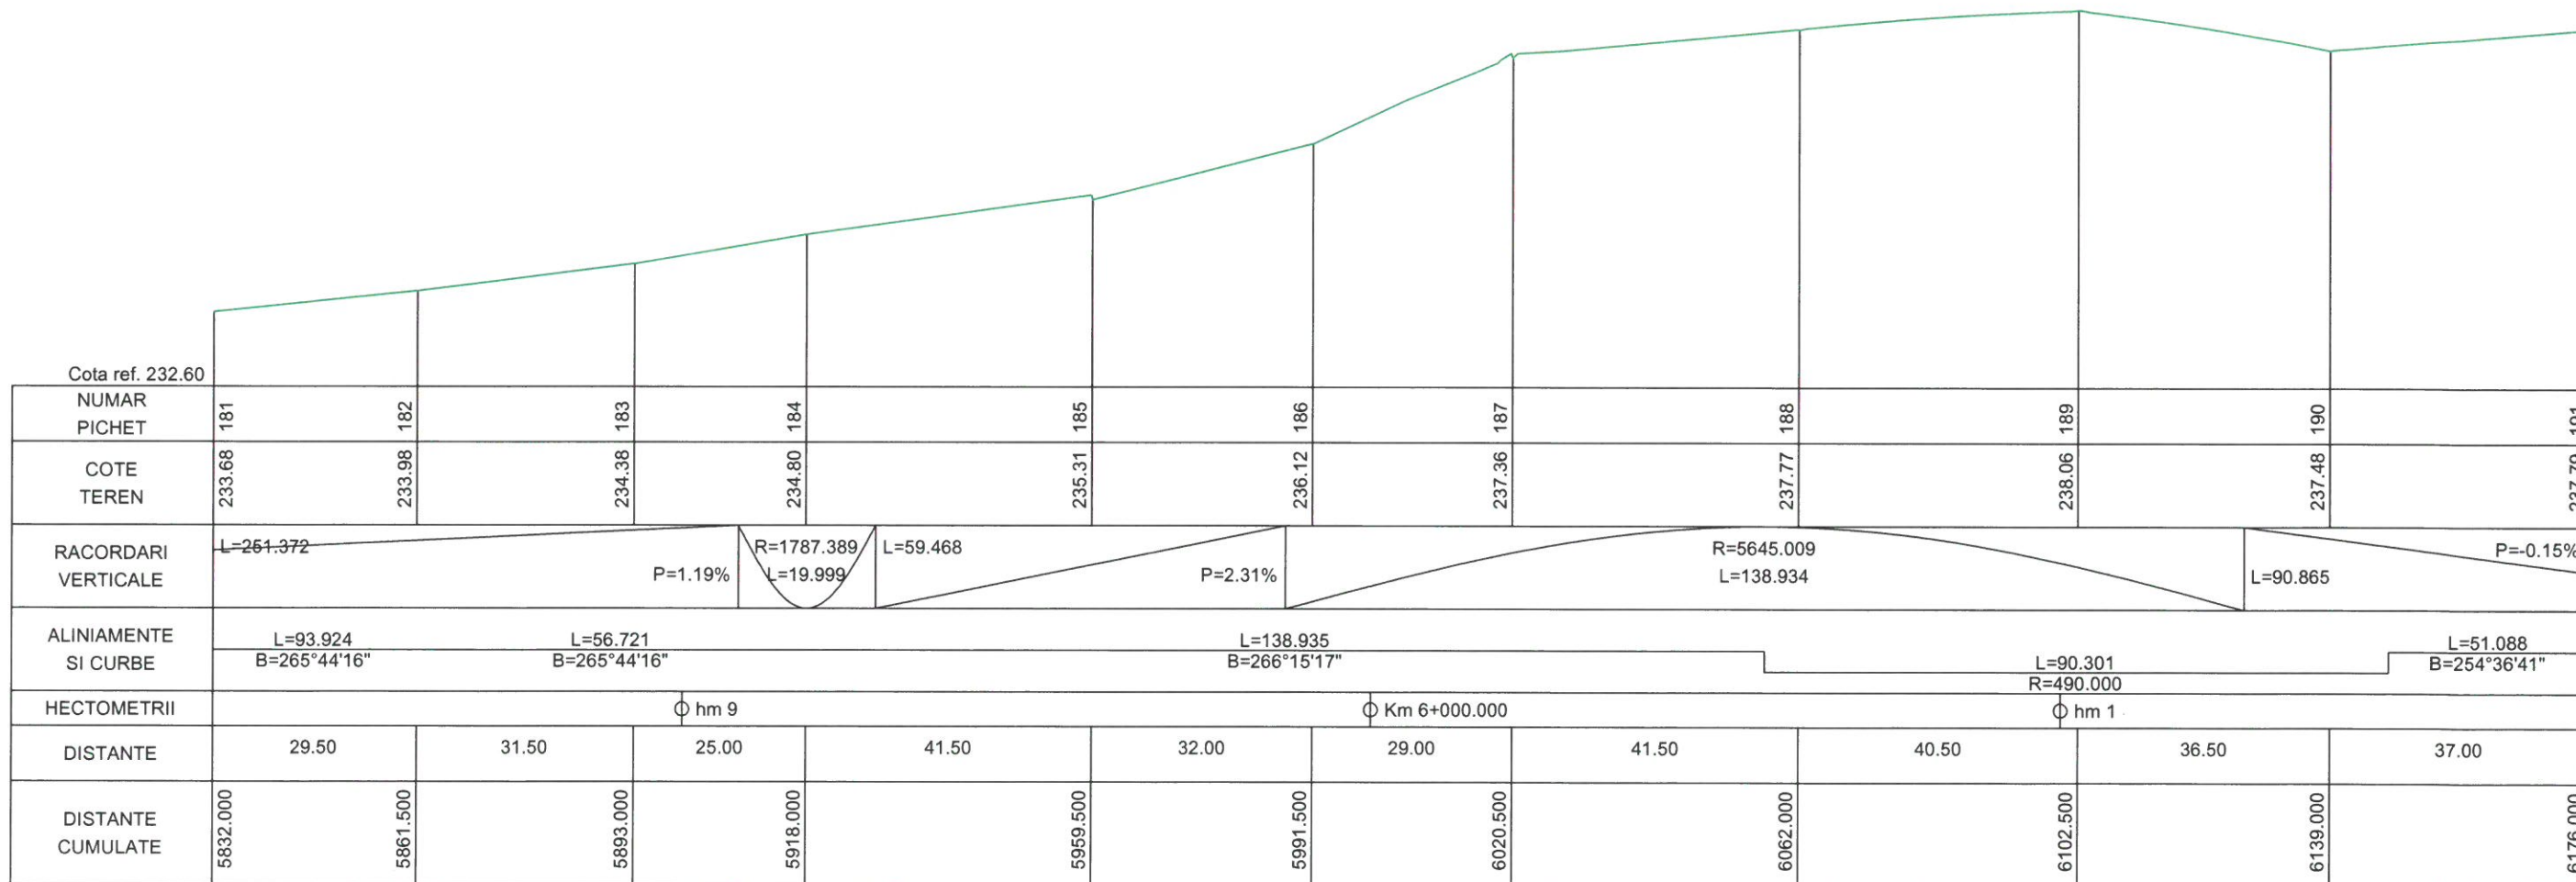 Cota ref. 232.60
NUMAR
PICHET
181
182
183
184
185
186
187
188
189
190
191
COTE
TEREN
233.68
233.98
234.38
234.80
235.31
236.12
237.36
237.77
238.06
237.48
237.79
RACORDARI
VERTICALE
L=251.372
P=1.19%
R=1787.389
L=19.999
L=59.468
P=2.31%
R=5645.009
L=138.934
L=90.865
P=-0.15%
ALINIAMENTE
SI CURBE
L=93.924
B=265°44'16"
L=56.721
B=265°44'16"
L=138.935
B=266°15'17"
L=90.301
R=490.000
L=51.088
B=254°36'41"
HECTOMETRII
hm 9
Km 6+000.000
hm 1
DISTANTE
29.50
31.50
25.00
41.50
32.00
29.00
41.50
40.50
36.50
37.00
DISTANTE
CUMULATE
5832.000
5861.500
5893.000
5918.000
5959.500
5991.500
6020.500
6062.000
6102.500
6139.000
6176.000